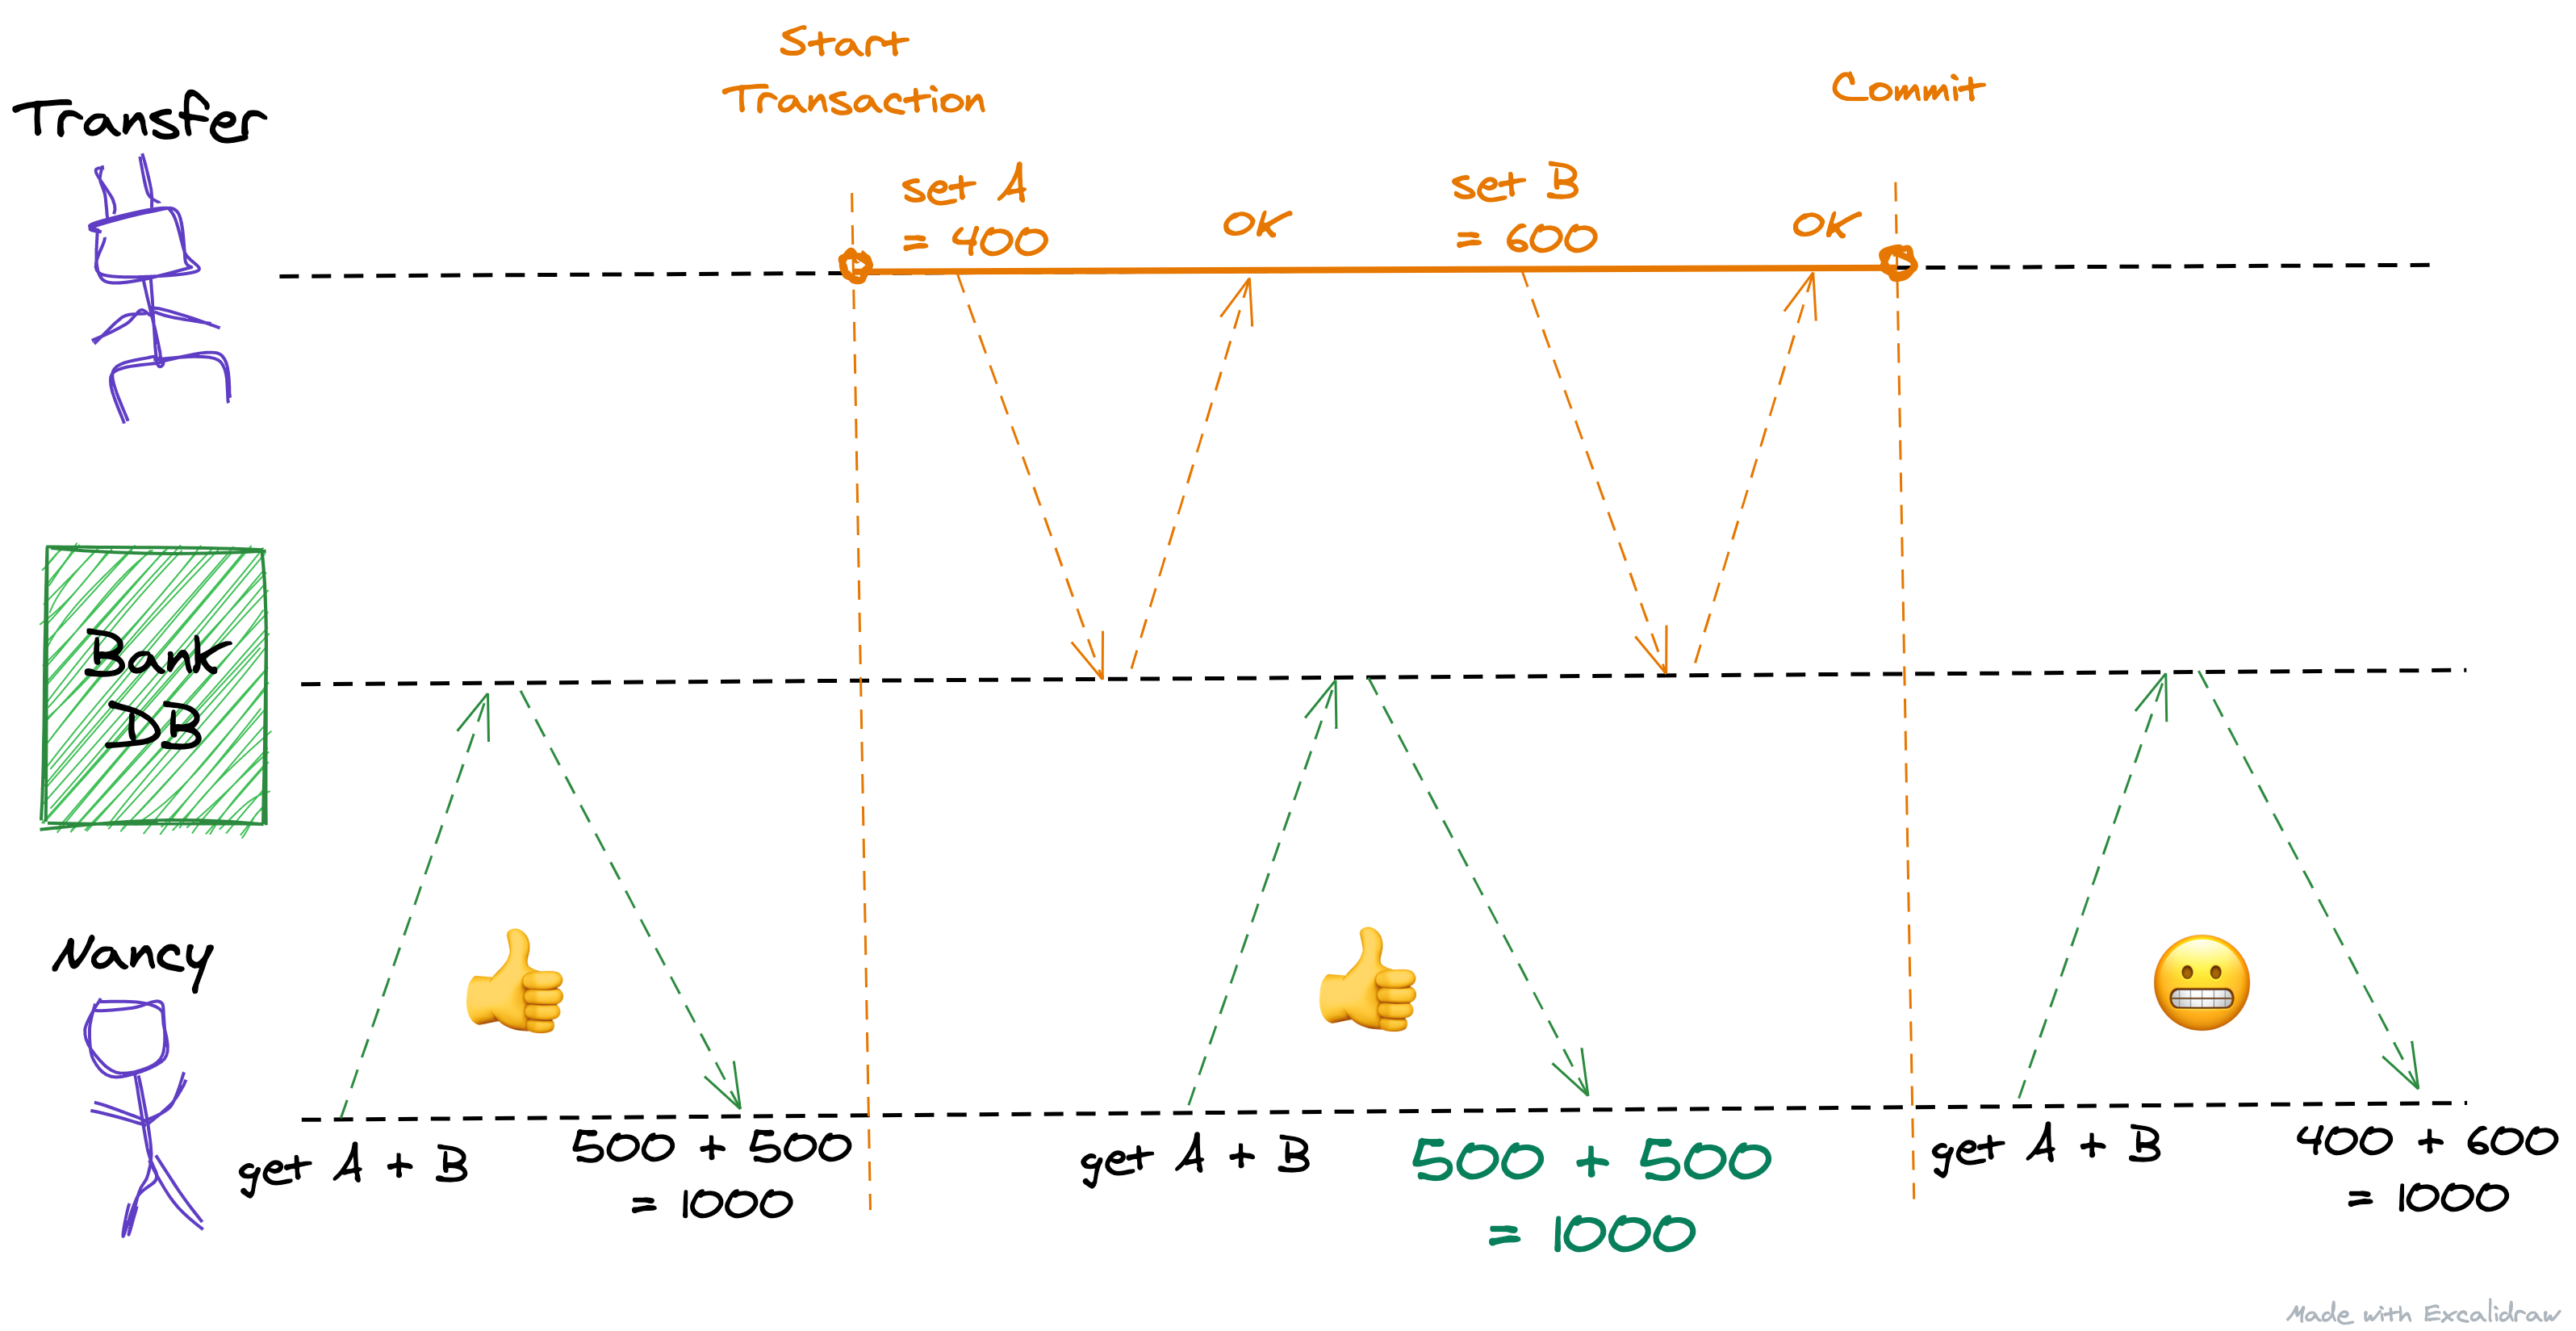 Start
Transaction
Commit
Transfer
set A
= 400
OK
set B
= 600
OK
Bank
DB
Nancy
get A + B
500 + 500
= 1000
get A + B
500 + 500
= 1000
get A + B
400 + 600
= 1000
Made with Excalidraw